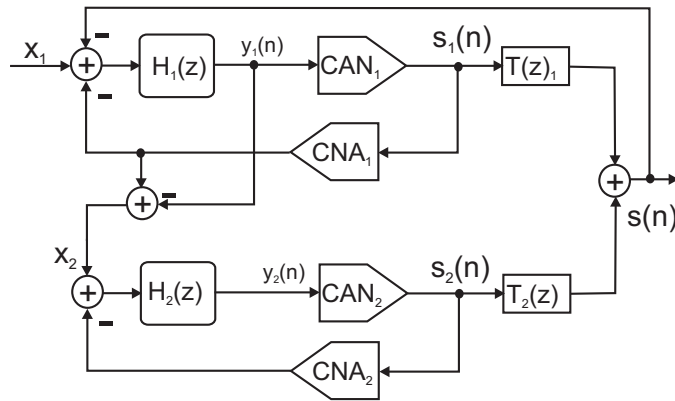 x₁
H₁(z)
y₁(n)
CAN₁
s₁(n)
T(z)₁
CNA₁
s(n)
x₂
H₂(z)
y₂(n)
CAN₂
s₂(n)
T₂(z)
CNA₂